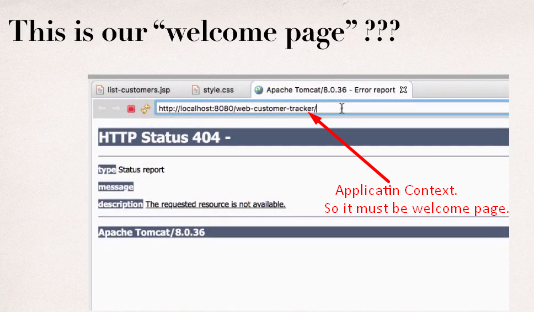 This is our “welcome page” ???
list-customers.jsp
style.css
Apache Tomcat/8.0.36 - Error report
http://localhost:8080/web-customer-tracker/
HTTP Status 404 -
type Status report
message
Applicatin Context.
So it must be welcome page.
description The requested resource is not available.
Apache Tomcat/8.0.36